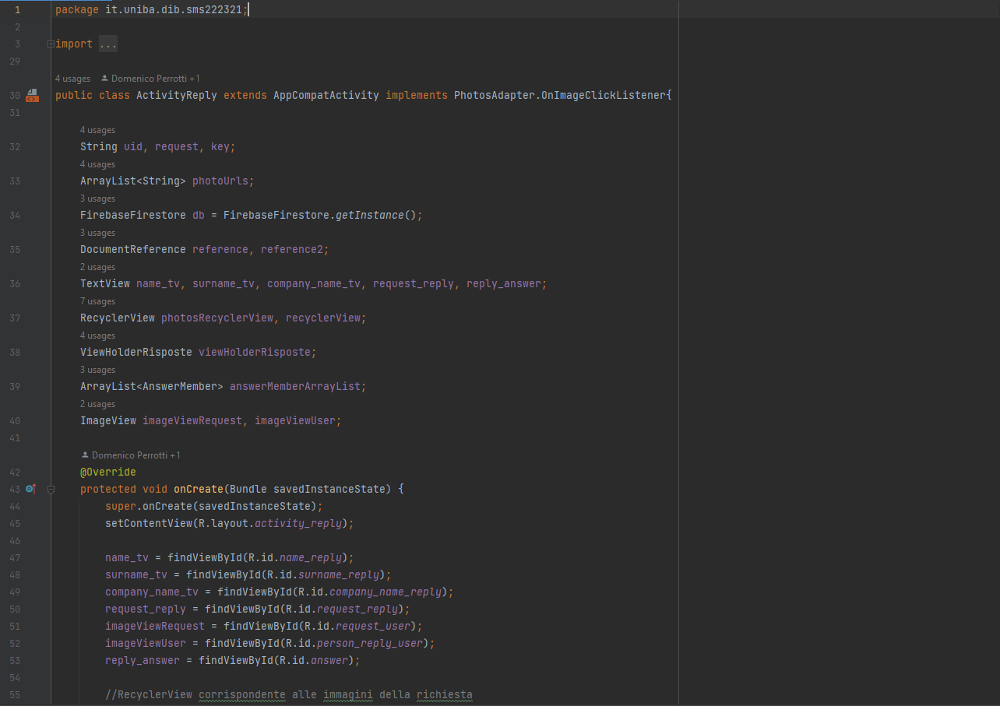 1 package it.uniba.dib.sms222321;
2
3 import ...
29
4 usages Domenico Perrotti +1
30 public class ActivityReply extends AppCompatActivity implements PhotosAdapter.OnImageClickListener{
31
4 usages
32 String uid, request, key;
4 usages
33 ArrayList<String> photoUrls;
3 usages
34 FirebaseFirestore db = FirebaseFirestore.getInstance();
3 usages
35 DocumentReference reference, reference2;
2 usages
36 TextView name_tv, surname_tv, company_name_tv, request_reply, reply_answer;
7 usages
37 RecyclerView photosRecyclerView, recyclerView;
4 usages
38 ViewHolderRisposte viewHolderRisposte;
3 usages
39 ArrayList<AnswerMember> answerMemberArrayList;
2 usages
40 ImageView imageViewRequest, imageViewUser;
41
Domenico Perrotti +1
42 @Override
43 protected void onCreate(Bundle savedInstanceState) {
44 super.onCreate(savedInstanceState);
45 setContentView(R.layout.activity_reply);
46
47 name_tv = findViewById(R.id.name_reply);
48 surname_tv = findViewById(R.id.surname_reply);
49 company_name_tv = findViewById(R.id.company_name_reply);
50 request_reply = findViewById(R.id.request_reply);
51 imageViewRequest = findViewById(R.id.request_user);
52 imageViewUser = findViewById(R.id.person_reply_user);
53 reply_answer = findViewById(R.id.answer);
54
55 //RecyclerView corrispondente alle immagini della richiesta